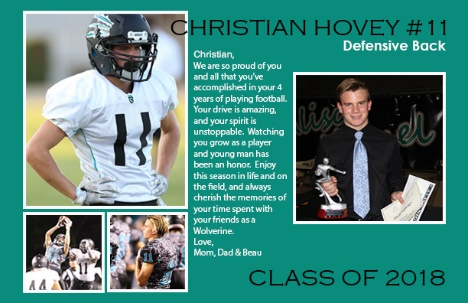 CHRISTIAN HOVEY #11
Defensive Back
Christian,
We are so proud of you
and all that you've
accomplished in your 4
years of playing football.
Your drive is amazing,
and your spirit is
unstoppable. Watching
you grow as a player
and young man has
been an honor. Enjoy
this season in life and on
the field, and always
cherish the memories of
your time spent with
your friends as a
Wolverine.
Love,
Mom, Dad & Beau
11
44
11
CLASS OF 2018